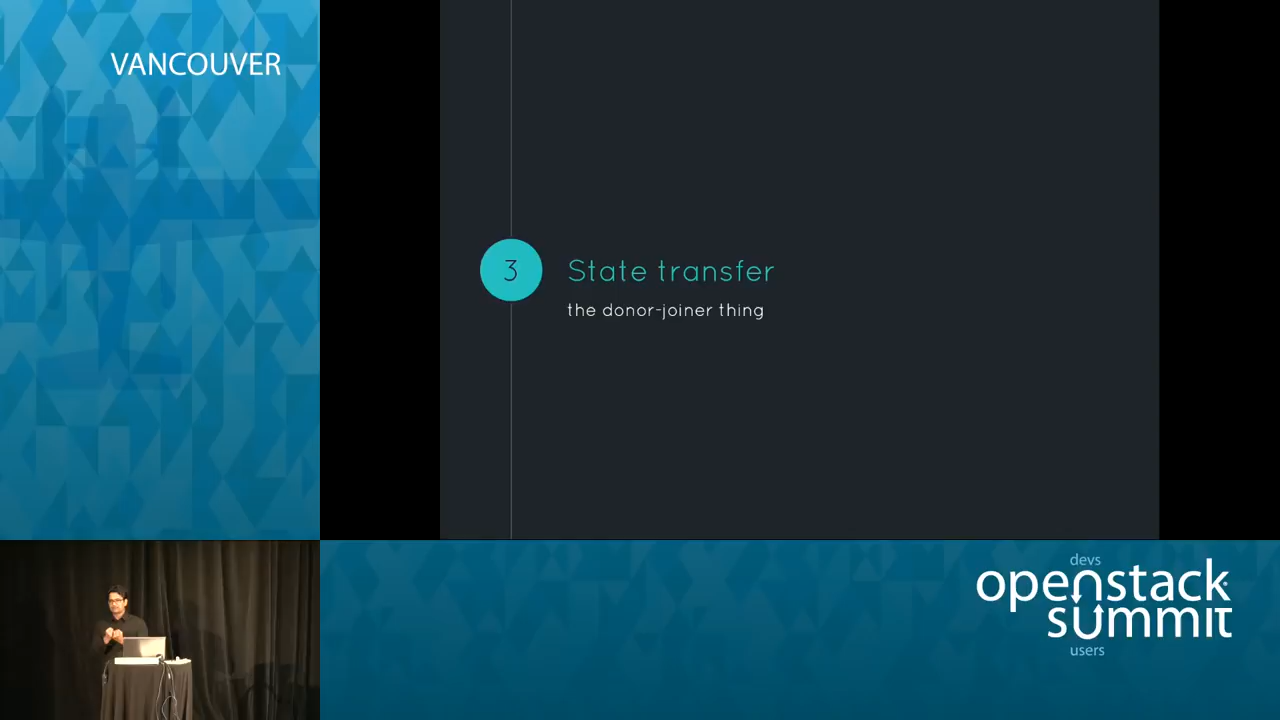 VANCOUVER
3
State transfer
the donor-joiner thing
devs
openstack
summit
users